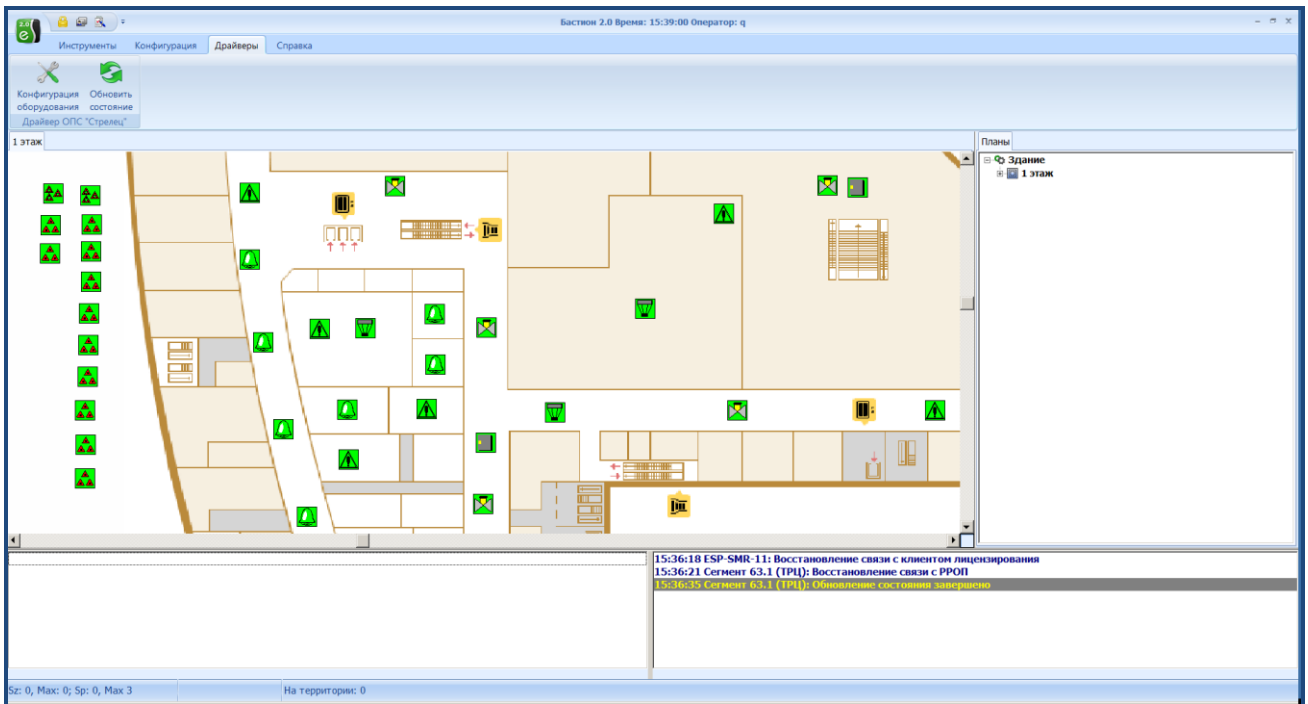 2.0
Бастион 2.0 Время: 15:39:00 Оператор: q
Инструменты Конфигурация Драйверы Справка
Конфигурация оборудования
Обновить состояние
Драйвер ОПС "Стрелец"
1 этаж
Планы
Здание
1 этаж
15:36:18 ESP-SMR-11: Восстановление связи с клиентом лицензирования
15:36:21 Сегмент 63.1 (ТРЦ): Восстановление связи с РРОП
15:36:35 Сегмент 63.1 (ТРЦ): Обновление состояния завершено
Sz: 0, Max: 0; Sp: 0, Max 3
На территории: 0